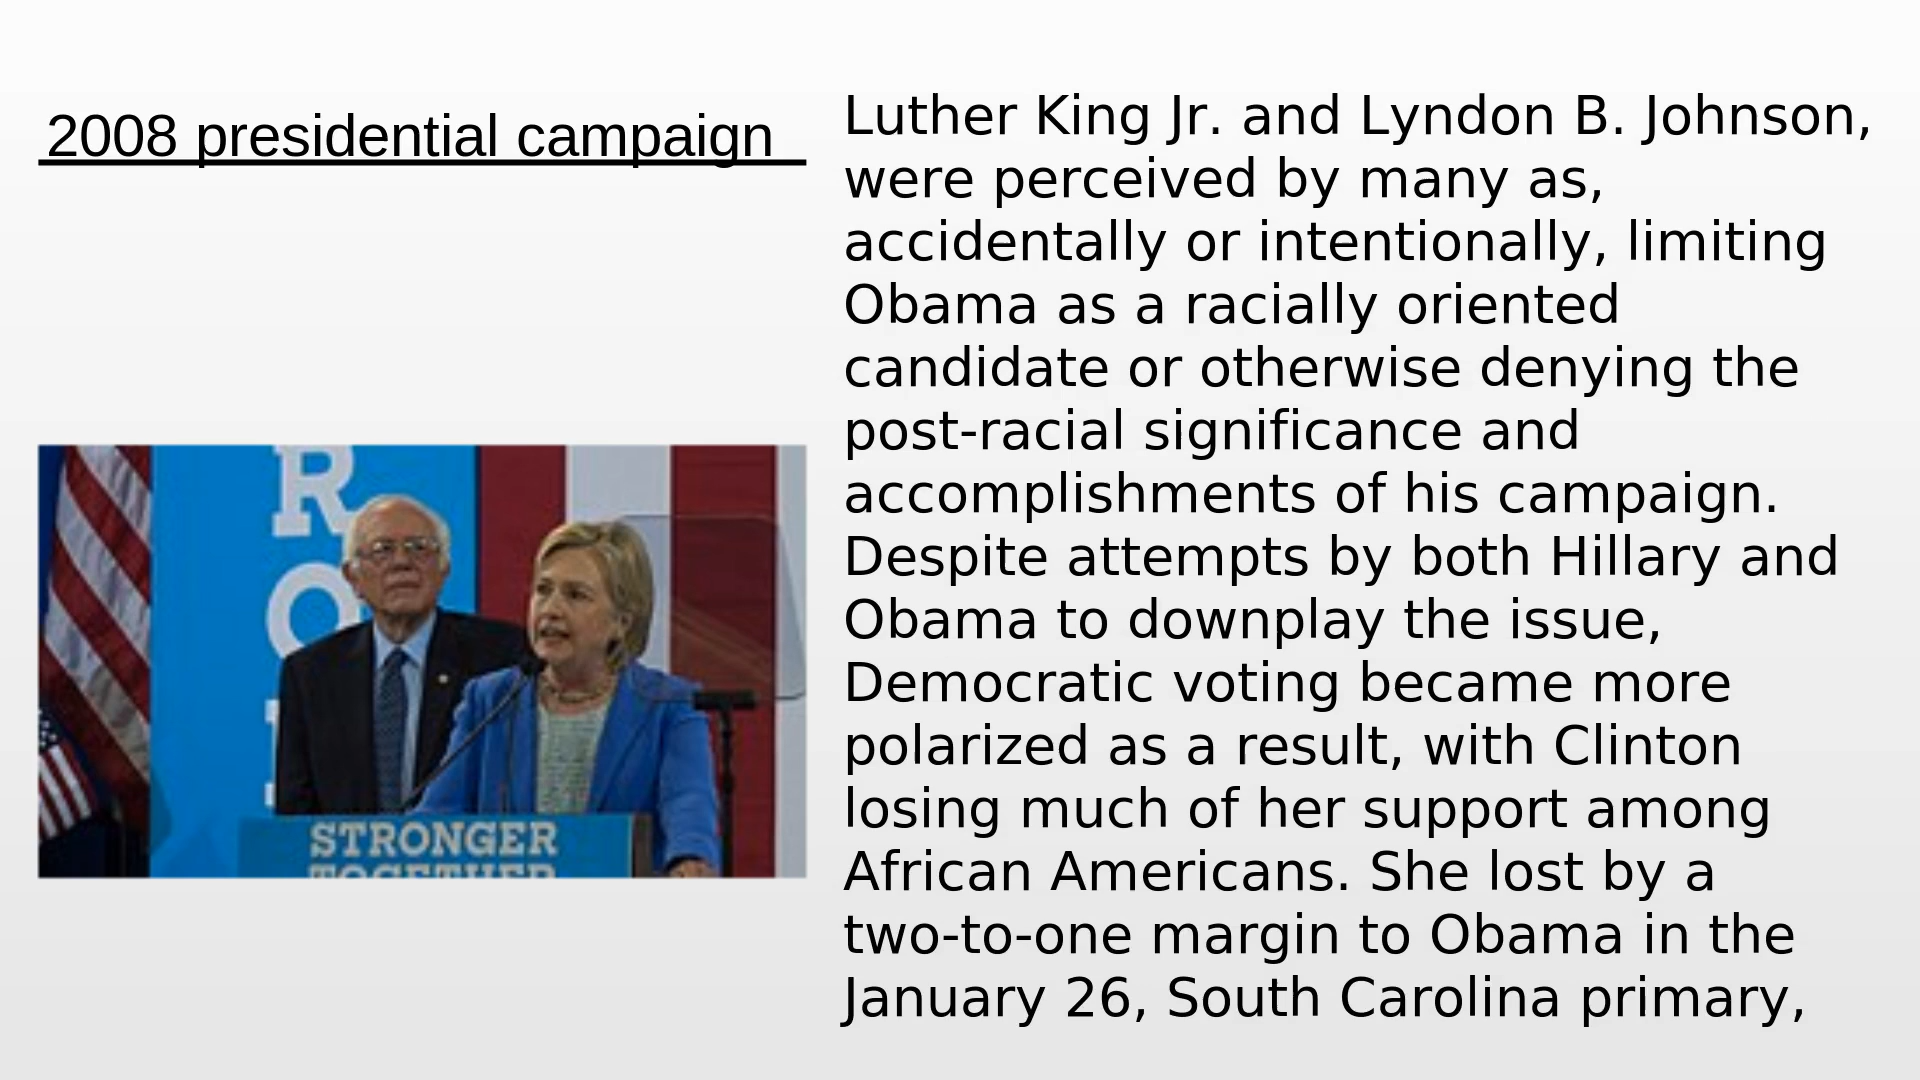 2008 presidential campaign
Luther King Jr. and Lyndon B. Johnson,
were perceived by many as,
accidentally or intentionally, limiting
Obama as a racially oriented
candidate or otherwise denying the
post-racial significance and
accomplishments of his campaign.
Despite attempts by both Hillary and
Obama to downplay the issue,
Democratic voting became more
polarized as a result, with Clinton
losing much of her support among
African Americans. She lost by a
two-to-one margin to Obama in the
January 26, South Carolina primary,
R
O
STRONGER
TOGETHER